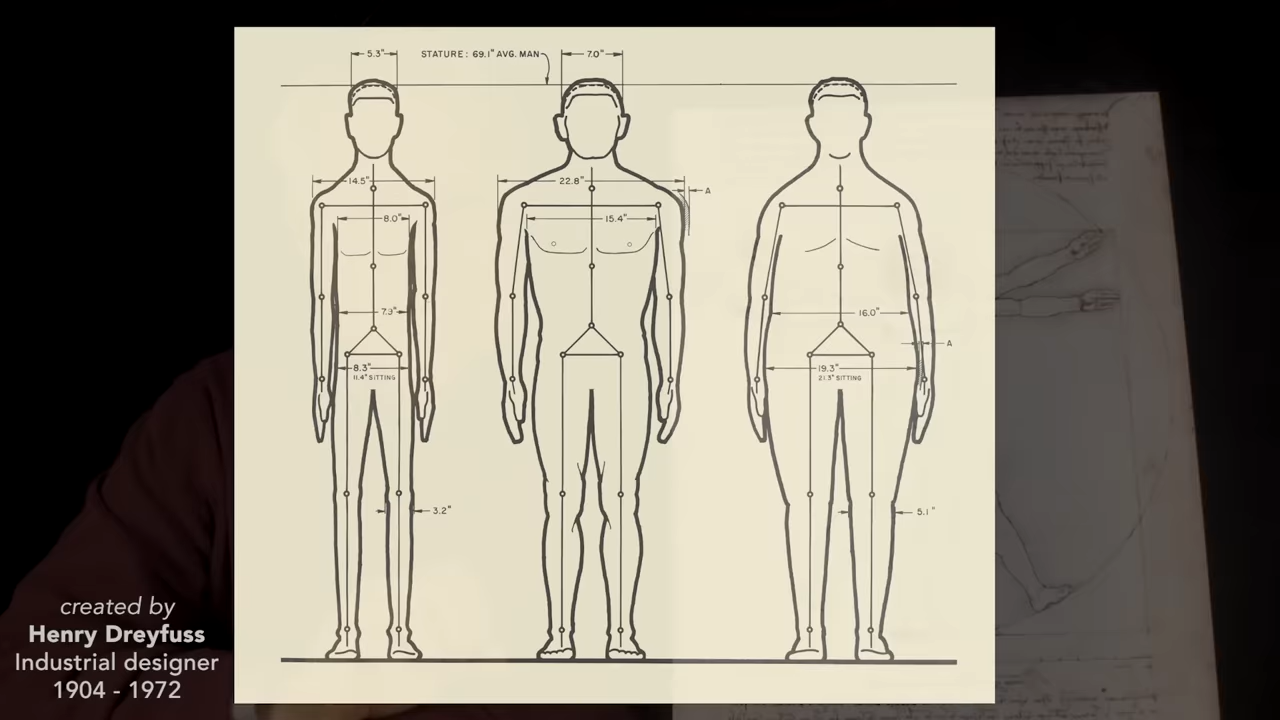 5.3"
STATURE: 69.1" AVG. MAN
7.0"
14.5"
22.8"
A
8.0"
15.4"
7.9"
16.0"
A
8.3"
11.4" SITTING
19.3"
21.3" SITTING
3.2"
5.1"
created by
Henry Dreyfuss
Industrial designer
1904 - 1972